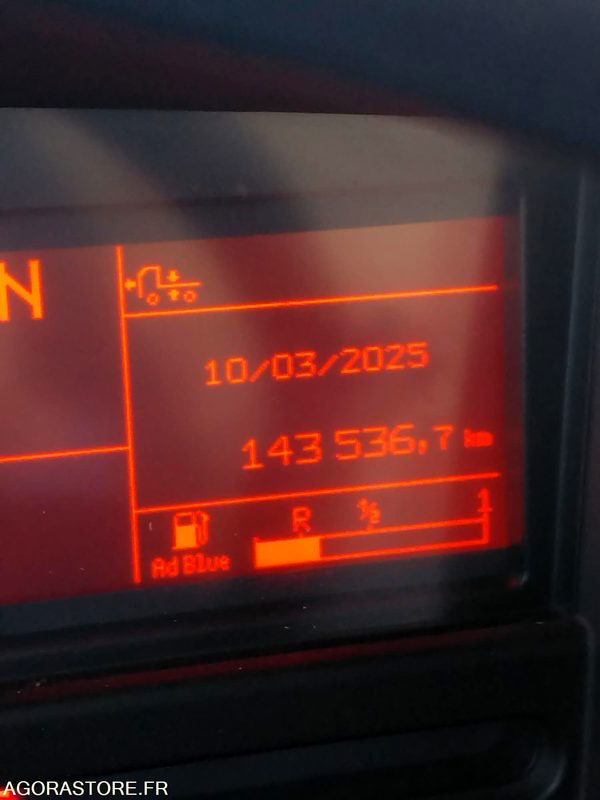 N
10/03/2025
143 536,7 km
R ½ 1
Ad Blue
AGORASTORE.FR